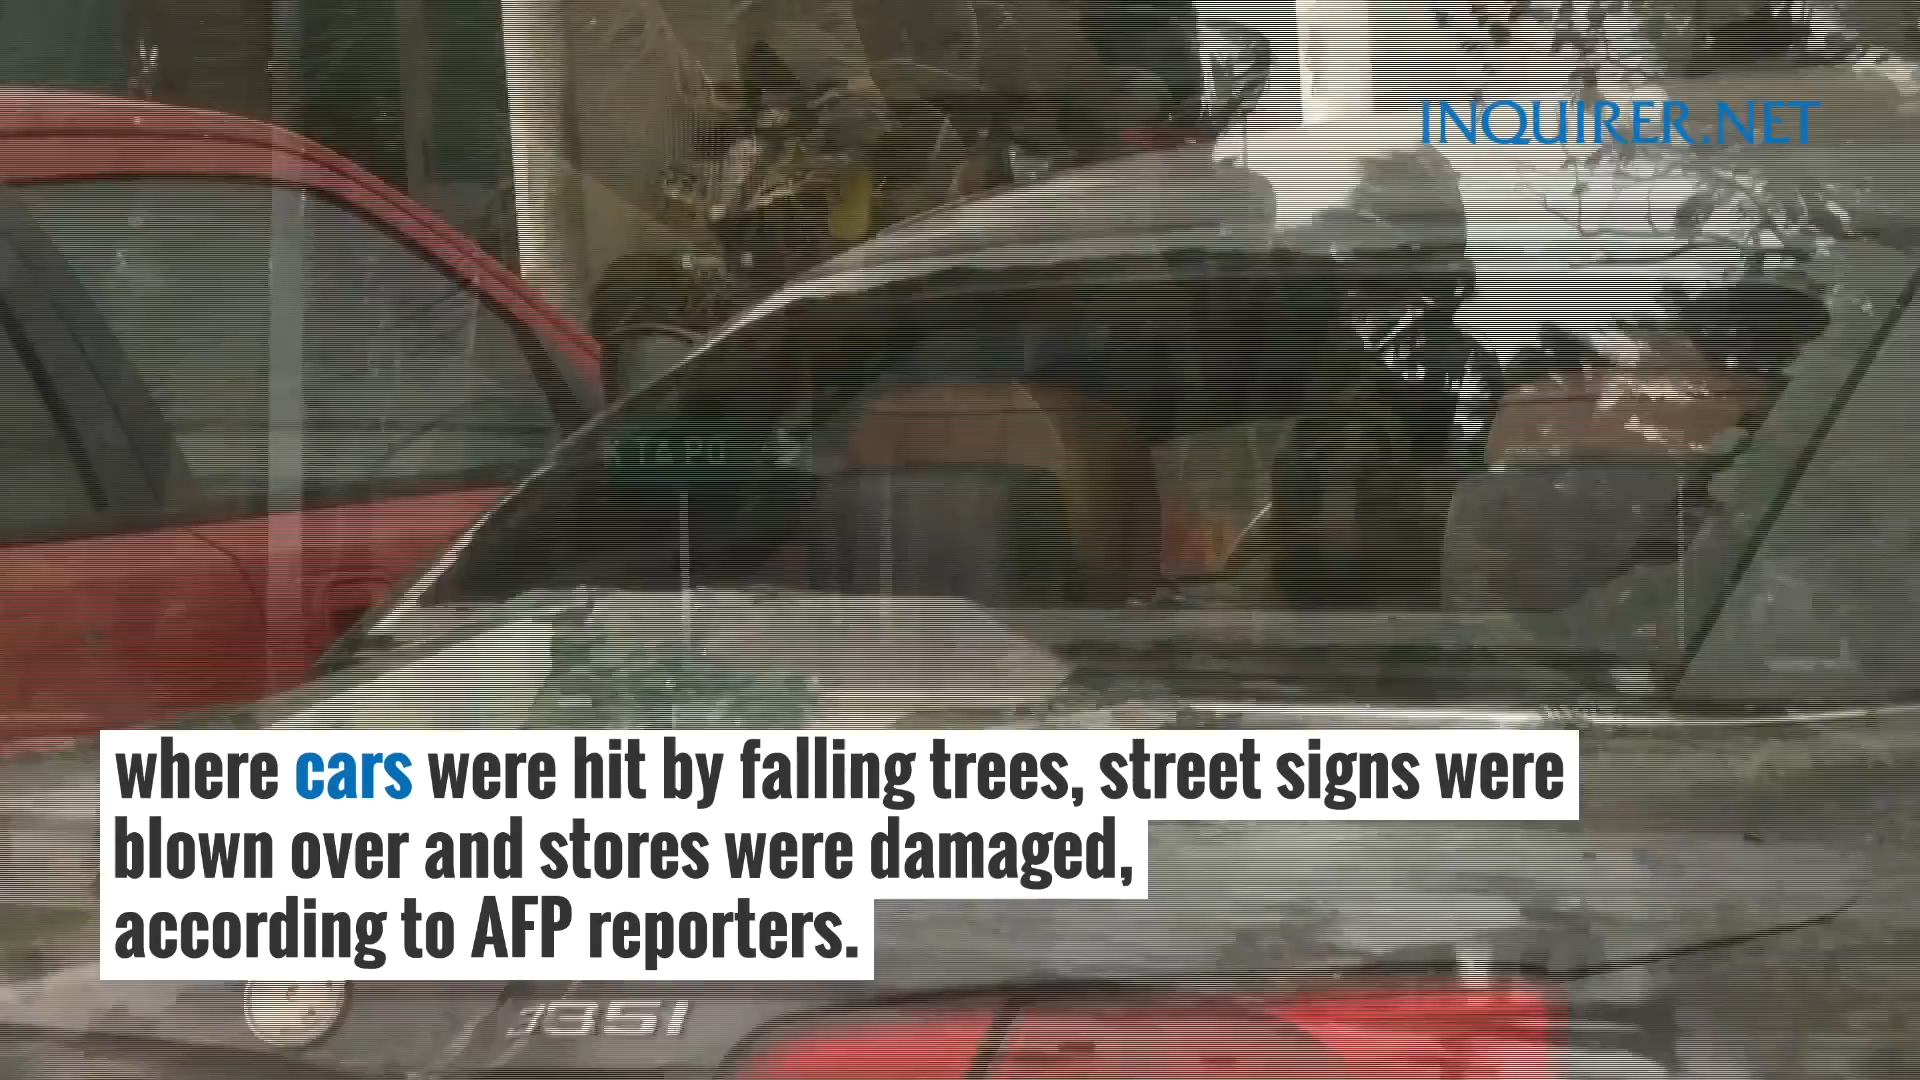 INQUIRER.NET
K TAPO
where cars were hit by falling trees, street signs were
blown over and stores were damaged,
according to AFP reporters.
335i